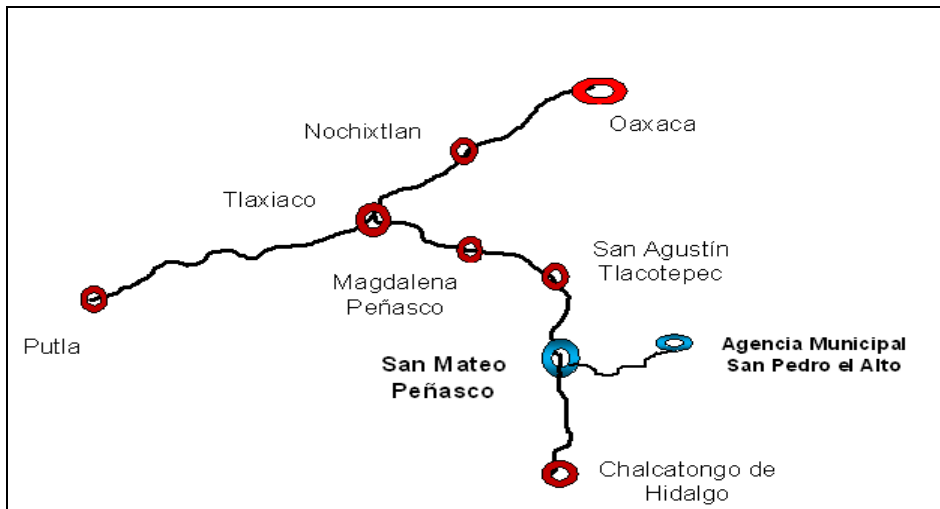 Oaxaca
Nochixtlan
Tlaxiaco
San Agustín
Tlacotepec
Magdalena
Peñasco
Putla
San Mateo
Peñasco
Agencia Municipal
San Pedro el Alto
Chalcatongo de
Hidalgo